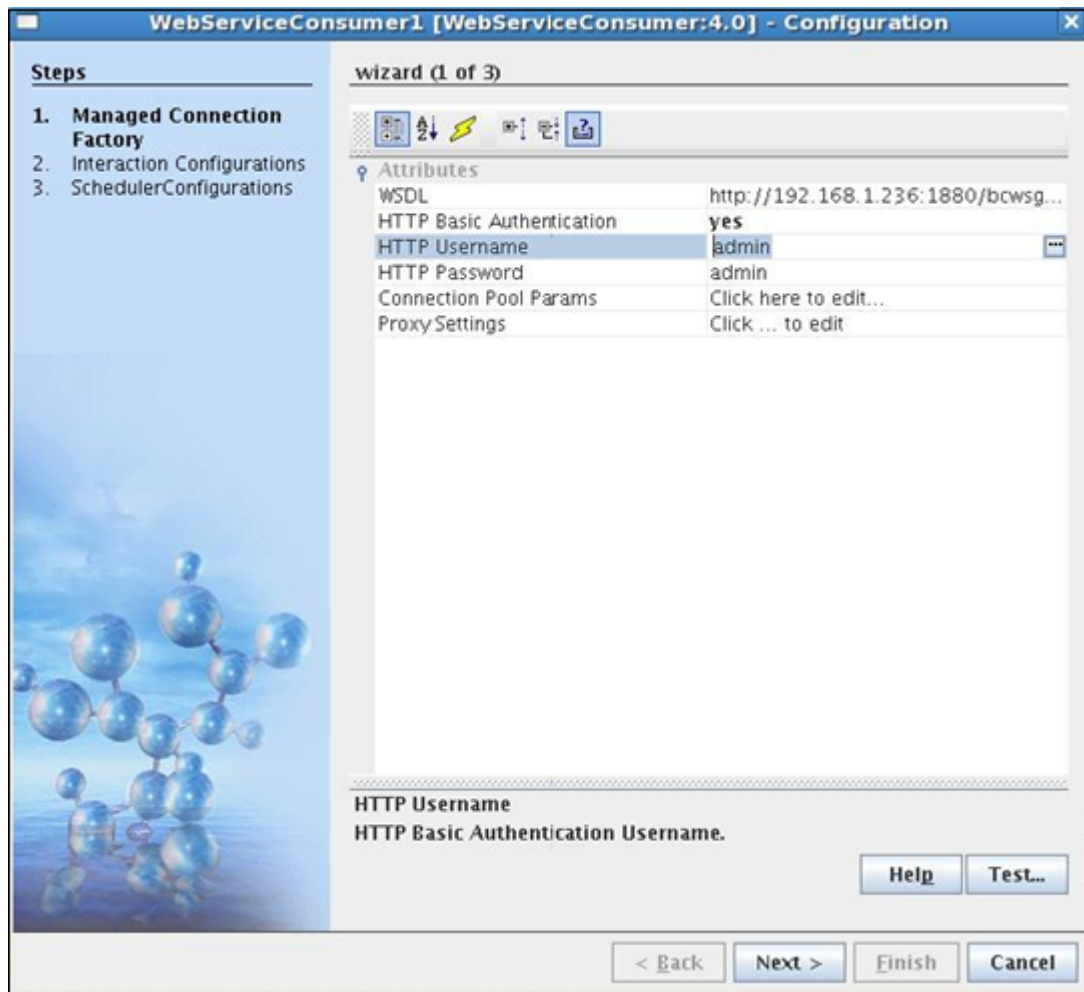 WebServiceConsumer1 [WebServiceConsumer:4.0] - Configuration
Steps
1. Managed Connection
Factory
2. Interaction Configurations
3. SchedulerConfigurations
wizard (1 of 3)
Attributes
WSDL http://192.168.1.236:1880/bcwsg...
HTTP Basic Authentication yes
HTTP Username admin
HTTP Password admin
Connection Pool Params Click here to edit...
Proxy Settings Click ... to edit
HTTP Username
HTTP Basic Authentication Username.
Help Test...
< Back Next > Finish Cancel